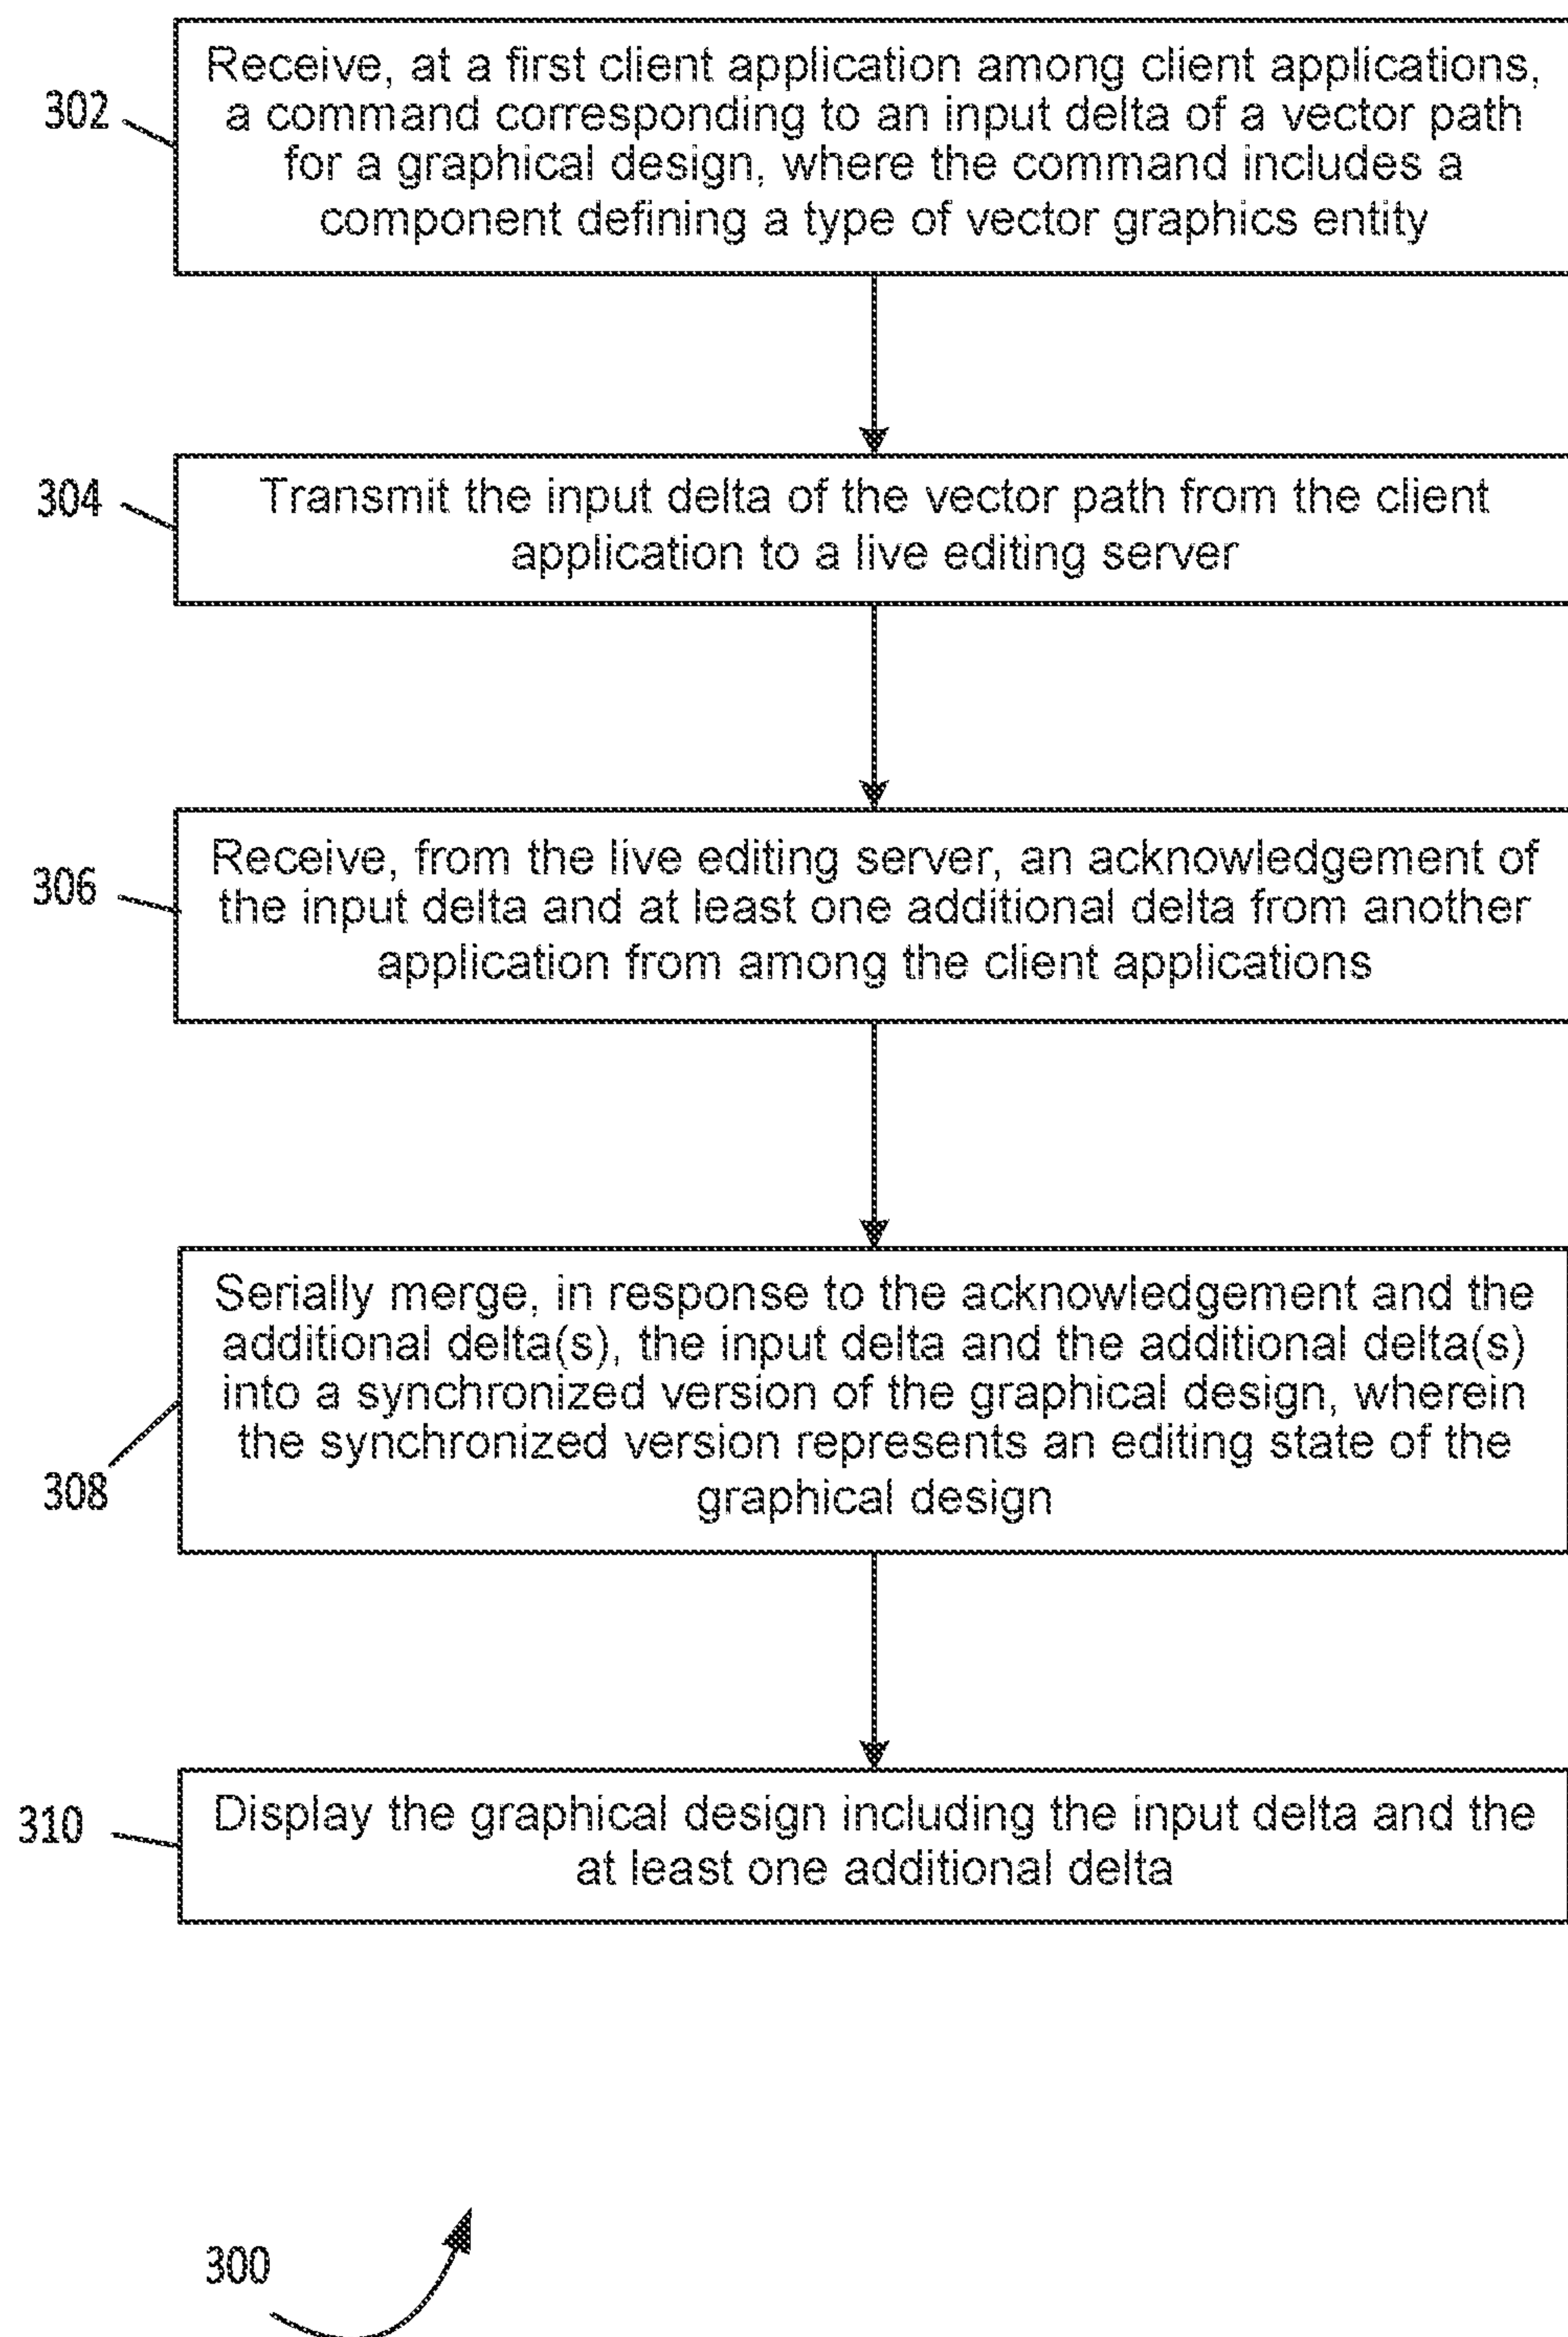 302
Receive, at a first client application among client applications,
a command corresponding to an input delta of a vector path
for a graphical design, where the command includes a
component defining a type of vector graphics entity
304
Transmit the input delta of the vector path from the client
application to a live editing server
306
Receive, from the live editing server, an acknowledgement of
the input delta and at least one additional delta from another
application from among the client applications
308
Serially merge, in response to the acknowledgement and the
additional delta(s), the input delta and the additional delta(s)
into a synchronized version of the graphical design, wherein
the synchronized version represents an editing state of the
graphical design
310
Display the graphical design including the input delta and the
at least one additional delta
300